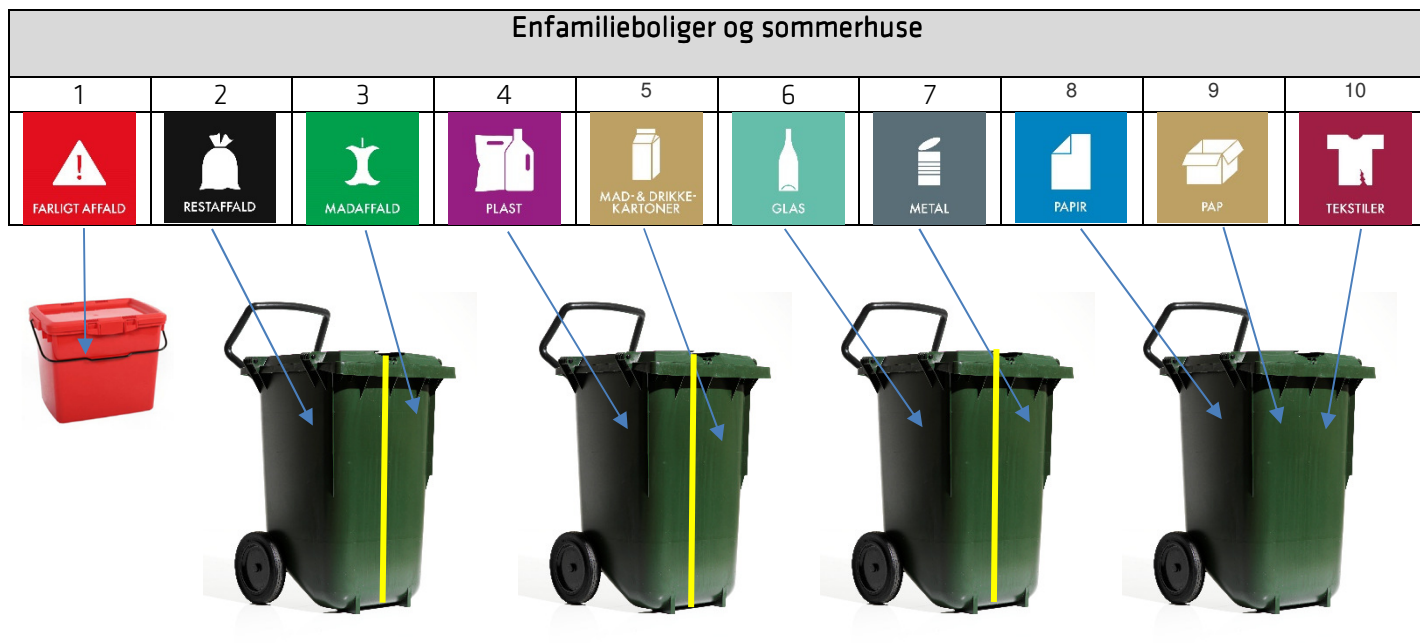 Enfamilieboliger og sommerhuse
1 2 3 4 5 6 7 8 9 10
FARLIGT AFFALD
RESTAFFALD
MADAFFALD
PLAST
MAD- & DRIKKE-
KARTONER
GLAS
METAL
PAPIR
PAP
TEKSTILER